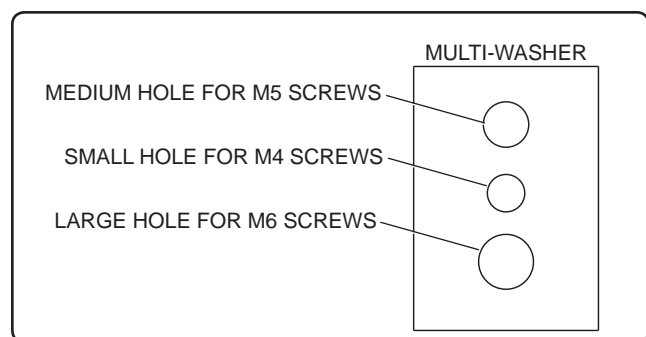 MULTI-WASHER
MEDIUM HOLE FOR M5 SCREWS
SMALL HOLE FOR M4 SCREWS
LARGE HOLE FOR M6 SCREWS